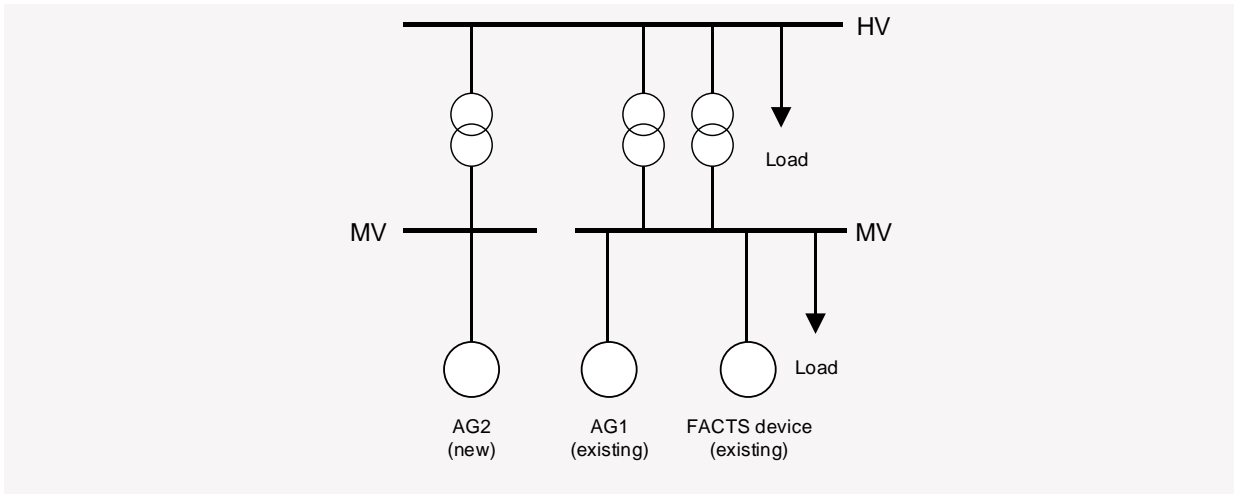 HV
Load
MV
MV
Load
AG2
(new)
AG1
(existing)
FACTS device
(existing)